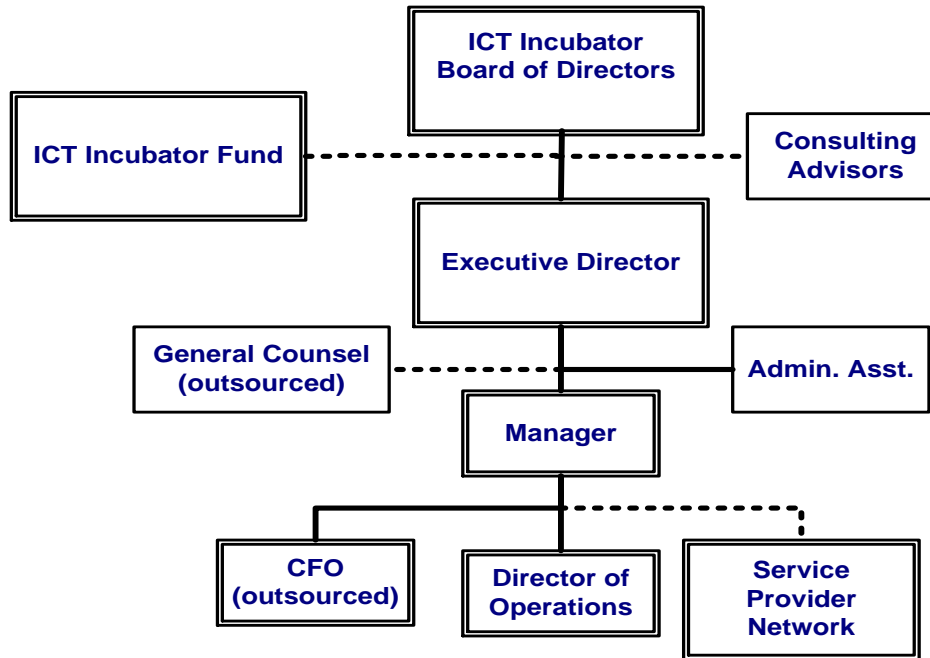 ICT Incubator
Board of Directors
ICT Incubator Fund
Consulting
Advisors
Executive Director
General Counsel
(outsourced)
Admin. Asst.
Manager
CFO
(outsourced)
Director of
Operations
Service
Provider
Network